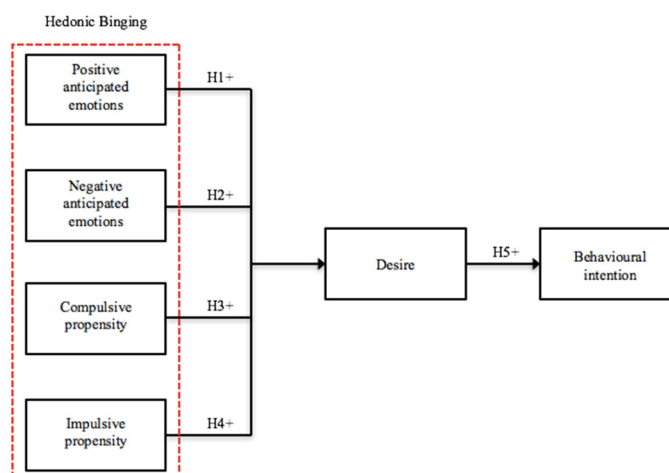 Hedonic Binging
Positive
anticipated
emotions
H1+
Negative
anticipated
emotions
H2+
Desire
H5+
Behavioural
intention
Compulsive
propensity
H3+
Impulsive
propensity
H4+